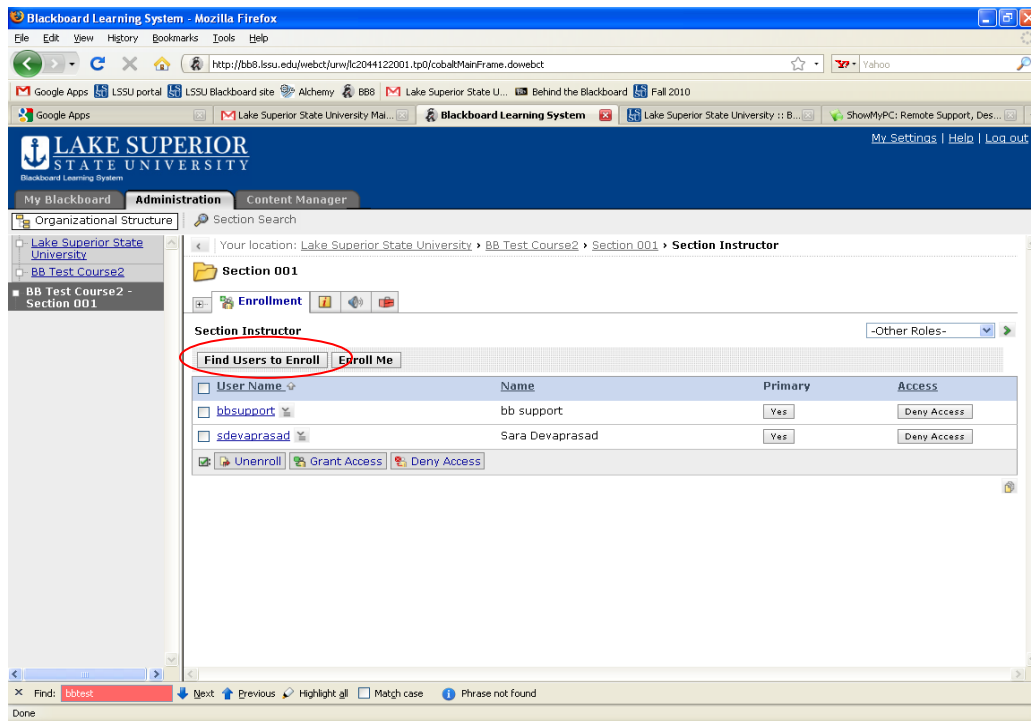 Blackboard Learning System - Mozilla Firefox
File Edit View History Bookmarks Tools Help
http://bb8.lssu.edu/webct/urw/lc2044122001.tp0/cobaltMainFrame.dowebct Yahoo
Google Apps LSSU portal LSSU Blackboard site Alchemy BB8 Lake Superior State U... Behind the Blackboard Fall 2010
Google Apps Lake Superior State University Mai... Blackboard Learning System Lake Superior State University :: B... ShowMyPC: Remote Support, Des...
LAKE SUPERIOR
STATE UNIVERSITY
Blackboard Learning System
My Settings | Help | Log out
My Blackboard Administration Content Manager
Organizational Structure Section Search
Lake Superior State University
BB Test Course2
BB Test Course2 - Section 001
Your location: Lake Superior State University › BB Test Course2 › Section 001 › Section Instructor
Section 001
Enrollment
Section Instructor -Other Roles-
Find Users to Enroll Enroll Me
User Name Name Primary Access
bbsupport bb support Yes Deny Access
sdevaprasad Sara Devaprasad Yes Deny Access
Unenroll Grant Access Deny Access
Find: bbtest Next Previous Highlight all Match case Phrase not found
Done